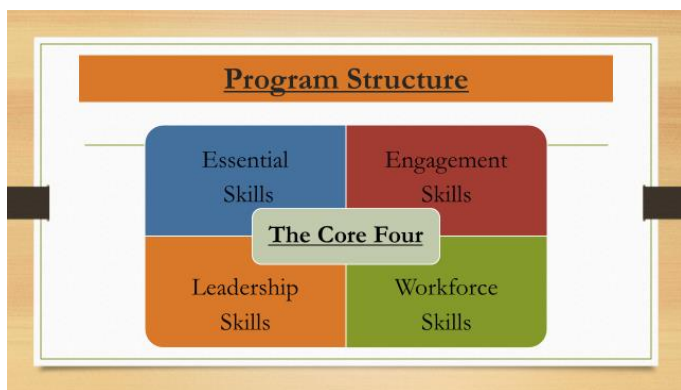 Program Structure
Essential
Skills
Engagement
Skills
The Core Four
Leadership
Skills
Workforce
Skills